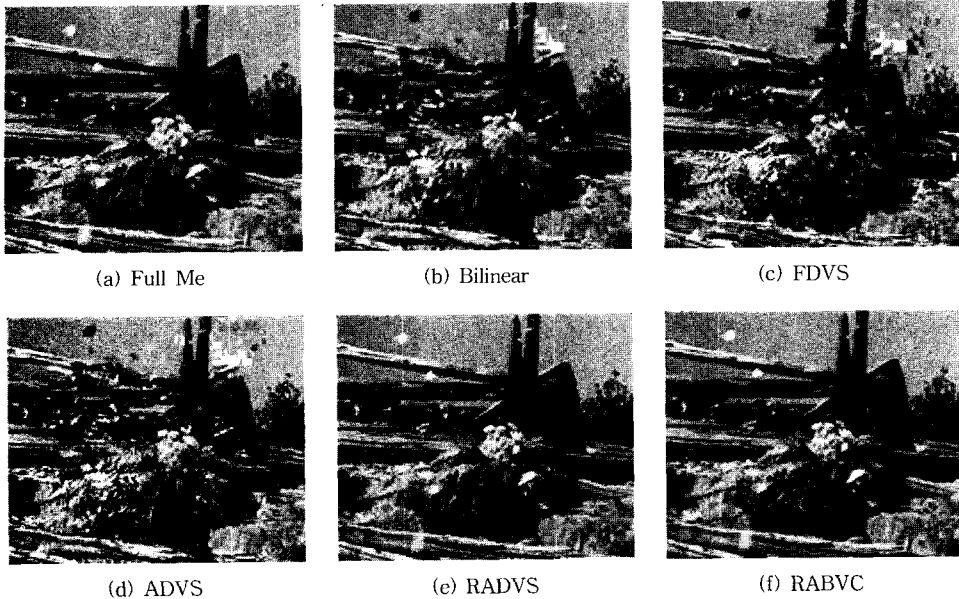 (a) Full Me
(b) Bilinear
(c) FDVS
(d) ADVS
(e) RADVS
(f) RABVC